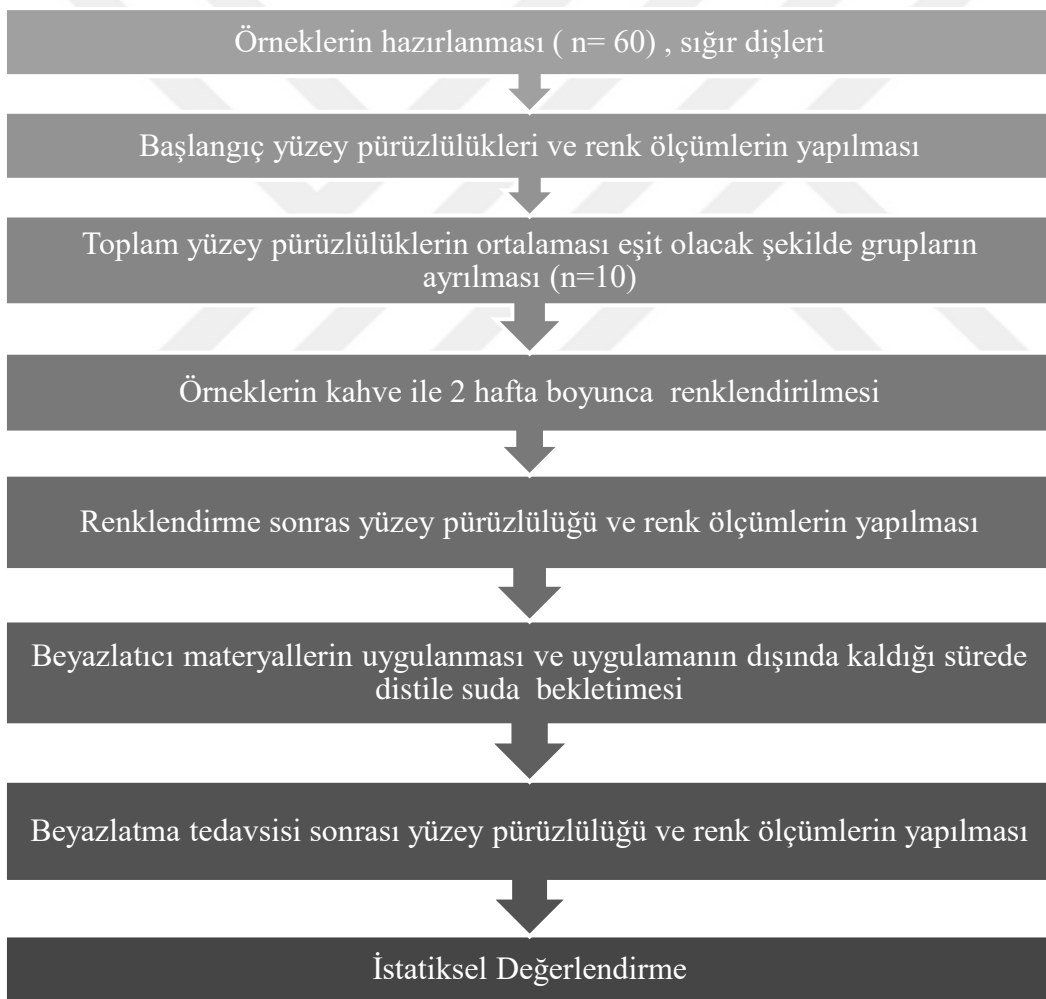 Örneklerin hazırlanması ( n= 60) , sığır dişleri
Başlangıç yüzey pürüzlülükleri ve renk ölçümlerin yapılması
Toplam yüzey pürüzlülüklerin ortalaması eşit olacak şekilde grupların
ayrılması (n=10)
Örneklerin kahve ile 2 hafta boyunca renklendirilmesi
Renklendirme sonras yüzey pürüzlülüğü ve renk ölçümlerin yapılması
Beyazlatıcı materyallerin uygulanması ve uygulamanın dışında kaldığı sürede
distile suda bekletimesi
Beyazlatma tedavsisi sonrası yüzey pürüzlülüğü ve renk ölçümlerin yapılması
İstatiksel Değerlendirme